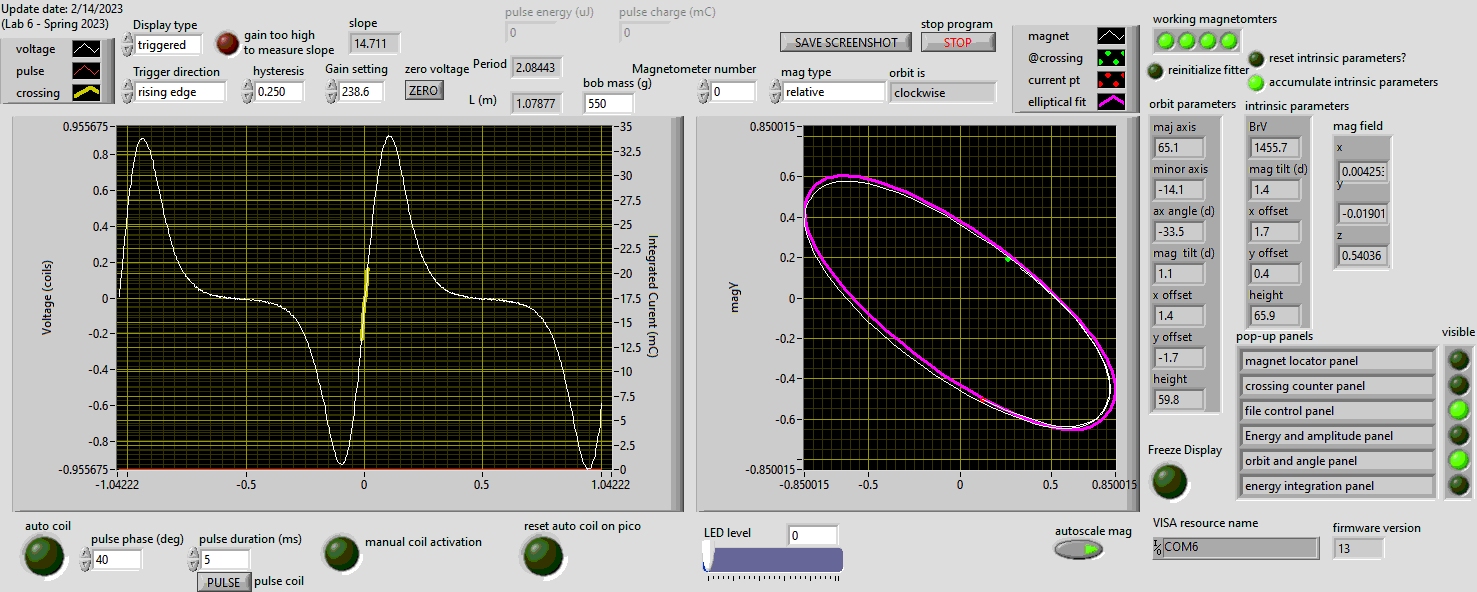 Update date: 2/14/2023
(Lab 6 - Spring 2023)
voltage
pulse
crossing
Display type
triggered
gain too high
to measure slope
slope
14.711
pulse energy (uJ)
0
pulse charge (mC)
0
stop program
SAVE SCREENSHOT
STOP
Trigger direction
rising edge
hysteresis
0.250
Gain setting
238.6
zero voltage
ZERO
Period
2.08443
L (m)
1.07877
bob mass (g)
550
Magnetometer number
0
mag type
relative
orbit is
clockwise
magnet
@crossing
current pt
elliptical fit
working magnetomters
reinitialize filter
reset intrinsic parameters?
accumulate intrinsic parameters
orbit parameters
maj axis
65.1
minor axis
-14.1
ax angle (d)
-33.5
mag tilt (d)
1.1
x offset
1.4
y offset
-1.7
height
59.8
intrinsic parameters
BrV
1455.7
mag tilt (d)
1.4
x offset
1.7
y offset
0.4
height
65.9
mag field
x
0.00425
y
-0.01901
z
0.54036
Voltage (coils)
0.955675
0.8
0.6
0.4
0.2
0
-0.2
-0.4
-0.6
-0.8
-0.955675
-1.04222
-0.5
0
0.5
1.04222
35
32.5
30
27.5
25
22.5
20
17.5
15
12.5
10
7.5
5
2.5
0
Integrated Curent (mC)
magy
0.850015
0.6
0.4
0.2
0
-0.2
-0.4
-0.6
-0.850015
-0.850015
-0.5
0
0.5
0.850015
pop-up panels
visible
magnet locator panel
crossing counter panel
file control panel
Energy and amplitude panel
orbit and angle panel
energy integration panel
Freeze Display
auto coil
pulse phase (deg)
40
pulse duration (ms)
5
PULSE
pulse coil
manual coil activation
reset auto coil on pico
LED level
0
autoscale mag
VISA resource name
COM6
firmware version
13